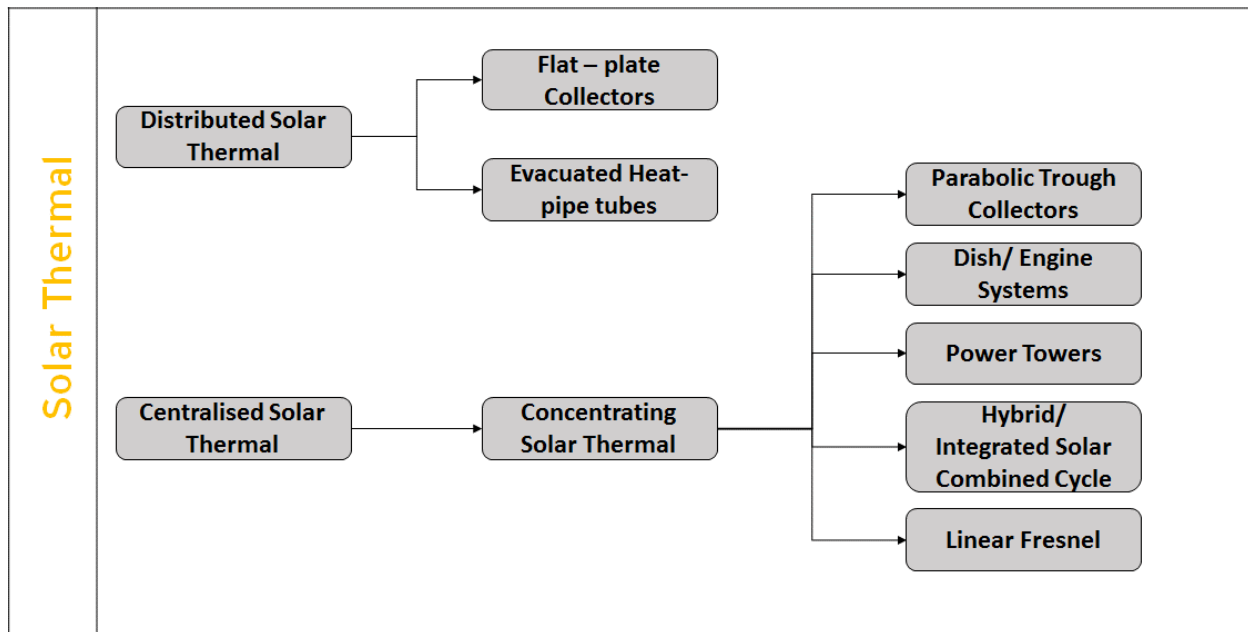 Solar Thermal
Distributed Solar
Thermal
Flat – plate
Collectors
Evacuated Heat-
pipe tubes
Centralised Solar
Thermal
Concentrating
Solar Thermal
Parabolic Trough
Collectors
Dish/ Engine
Systems
Power Towers
Hybrid/
Integrated Solar
Combined Cycle
Linear Fresnel